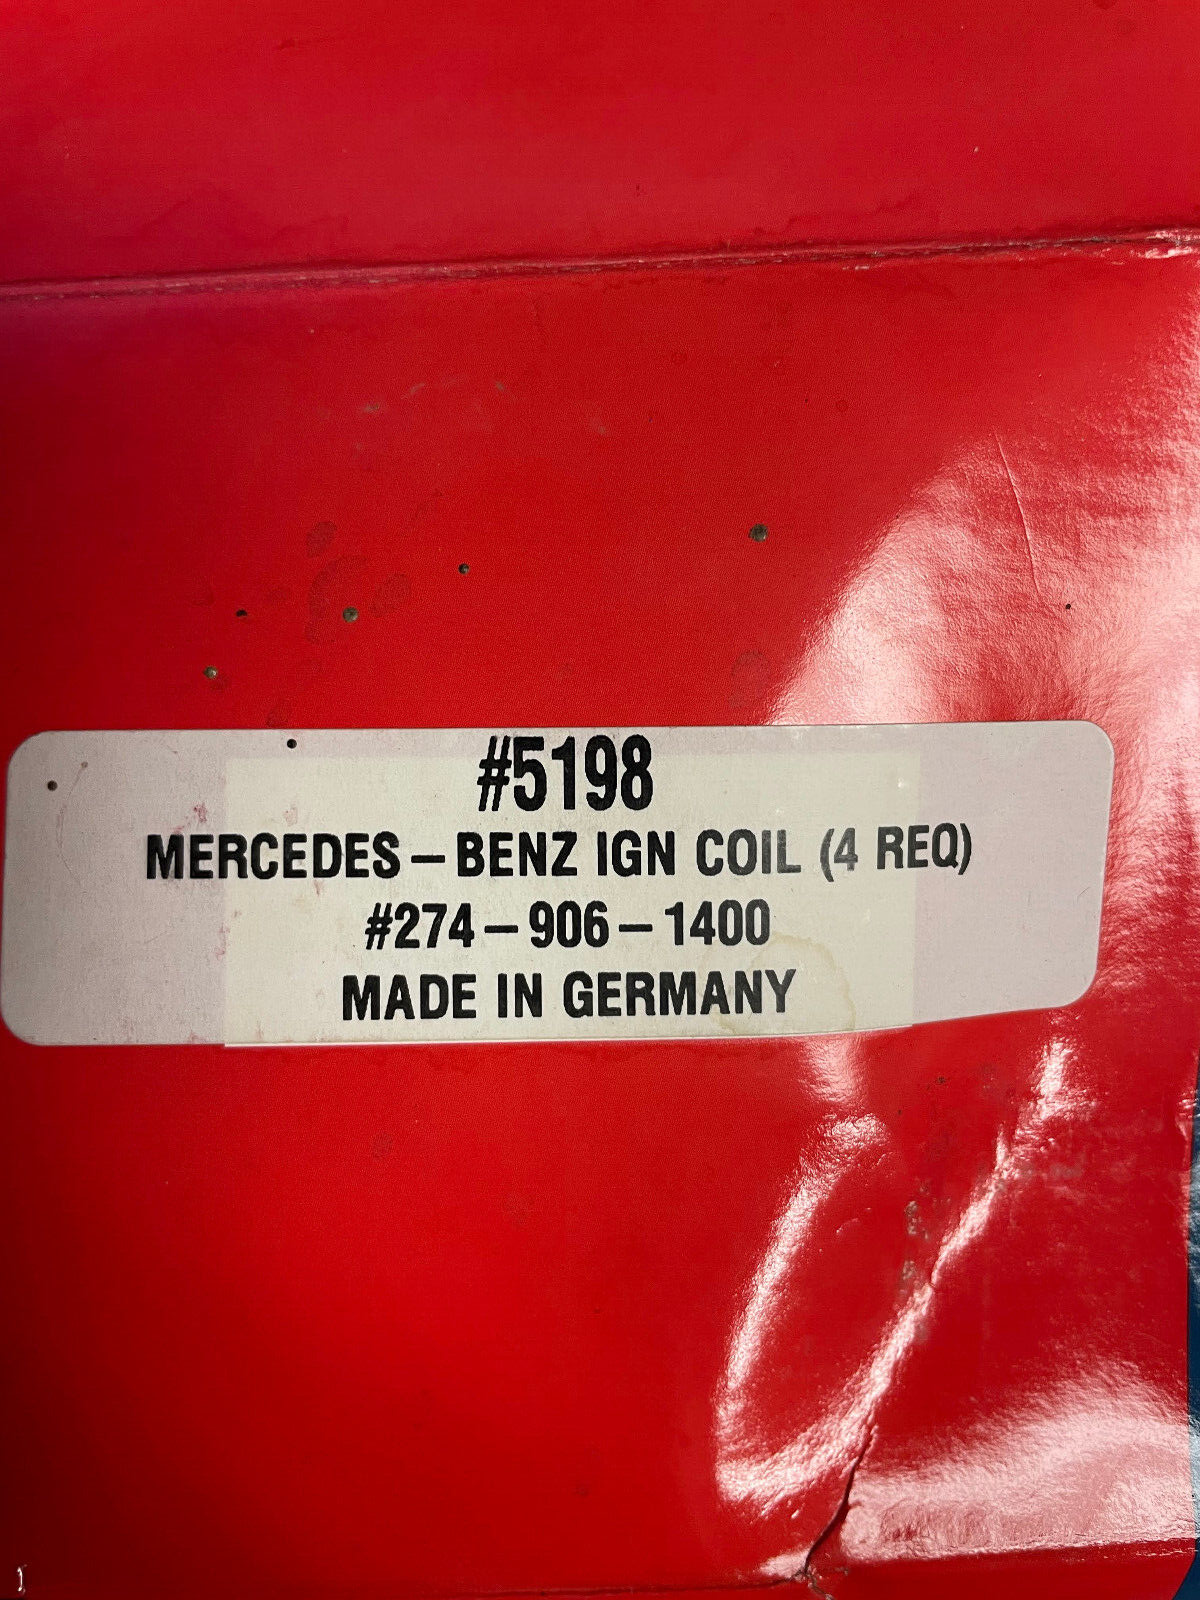 #5198
MERCEDES-BENZ IGN COIL (4 REQ)
#274-906-1400
MADE IN GERMANY